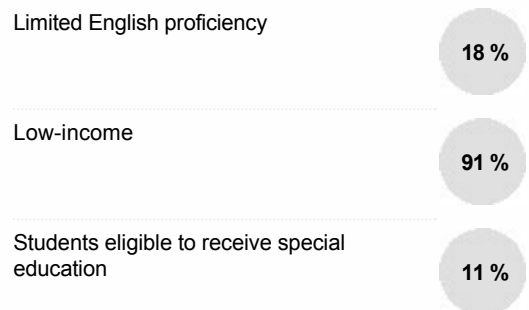 Limited English proficiency
18 %
Low-income
91 %
Students eligible to receive special
education
11 %